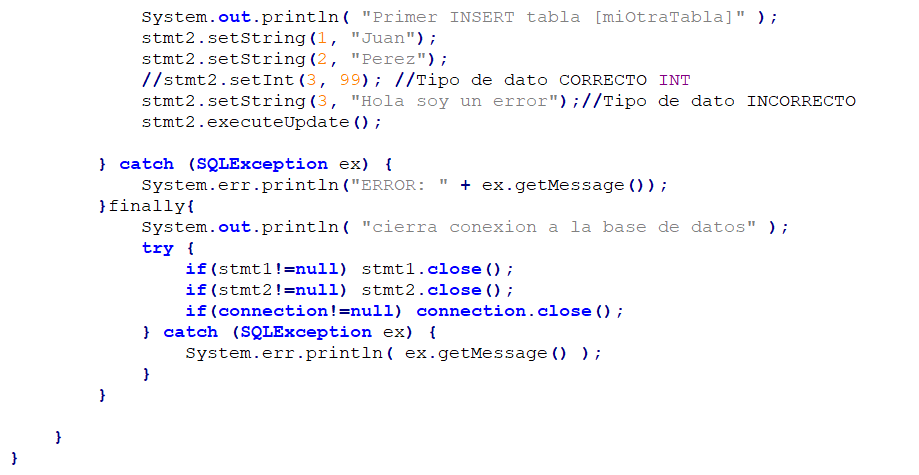 System.out.println( "Primer INSERT tabla [miOtraTabla]" );
stmt2.setString(1, "Juan");
stmt2.setString(2, "Perez");
//stmt2.setInt(3, 99); //Tipo de dato CORRECTO INT
stmt2.setString(3, "Hola soy un error");//Tipo de dato INCORRECTO
stmt2.executeUpdate();
} catch (SQLException ex) {
System.err.println("ERROR: " + ex.getMessage());
}finally{
System.out.println( "cierra conexion a la base de datos" );
try {
if(stmt1!=null) stmt1.close();
if(stmt2!=null) stmt2.close();
if(connection!=null) connection.close();
} catch (SQLException ex) {
System.err.println( ex.getMessage() );
}
}
}
}